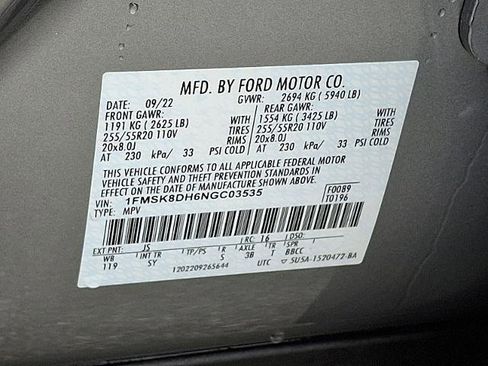 MFD. BY FORD MOTOR CO.
DATE: 09/22 GVWR: 2694 KG ( 5940 LB)
FRONT GAWR: REAR GAWR:
1191 KG ( 2625 LB) WITH 1554 KG ( 3425 LB) WITH
255/55R20 110V TIRES 255/55R20 110V TIRES
20x8.0J RIMS 20x8.0J RIMS
AT 230 kPa/ 33 PSI COLD AT 230 kPa/ 33 PSI COLD
THIS VEHICLE CONFORMS TO ALL APPLICABLE FEDERAL MOTOR
VEHICLE SAFETY AND THEFT PREVENTION STANDARDS IN EFFECT
ON THE DATE OF MANUFACTURE SHOWN ABOVE.
VIN: 1FMSK8DH6NGC03535 F0089
TYPE: MPV T0196
EXT PNT: JS RC: 16 DSO:
WB INT TR TP/PS R AXLE TR SPR
119 SY S 3B T BBCC
1202209265644 UTC 5U5A-1520472-BA